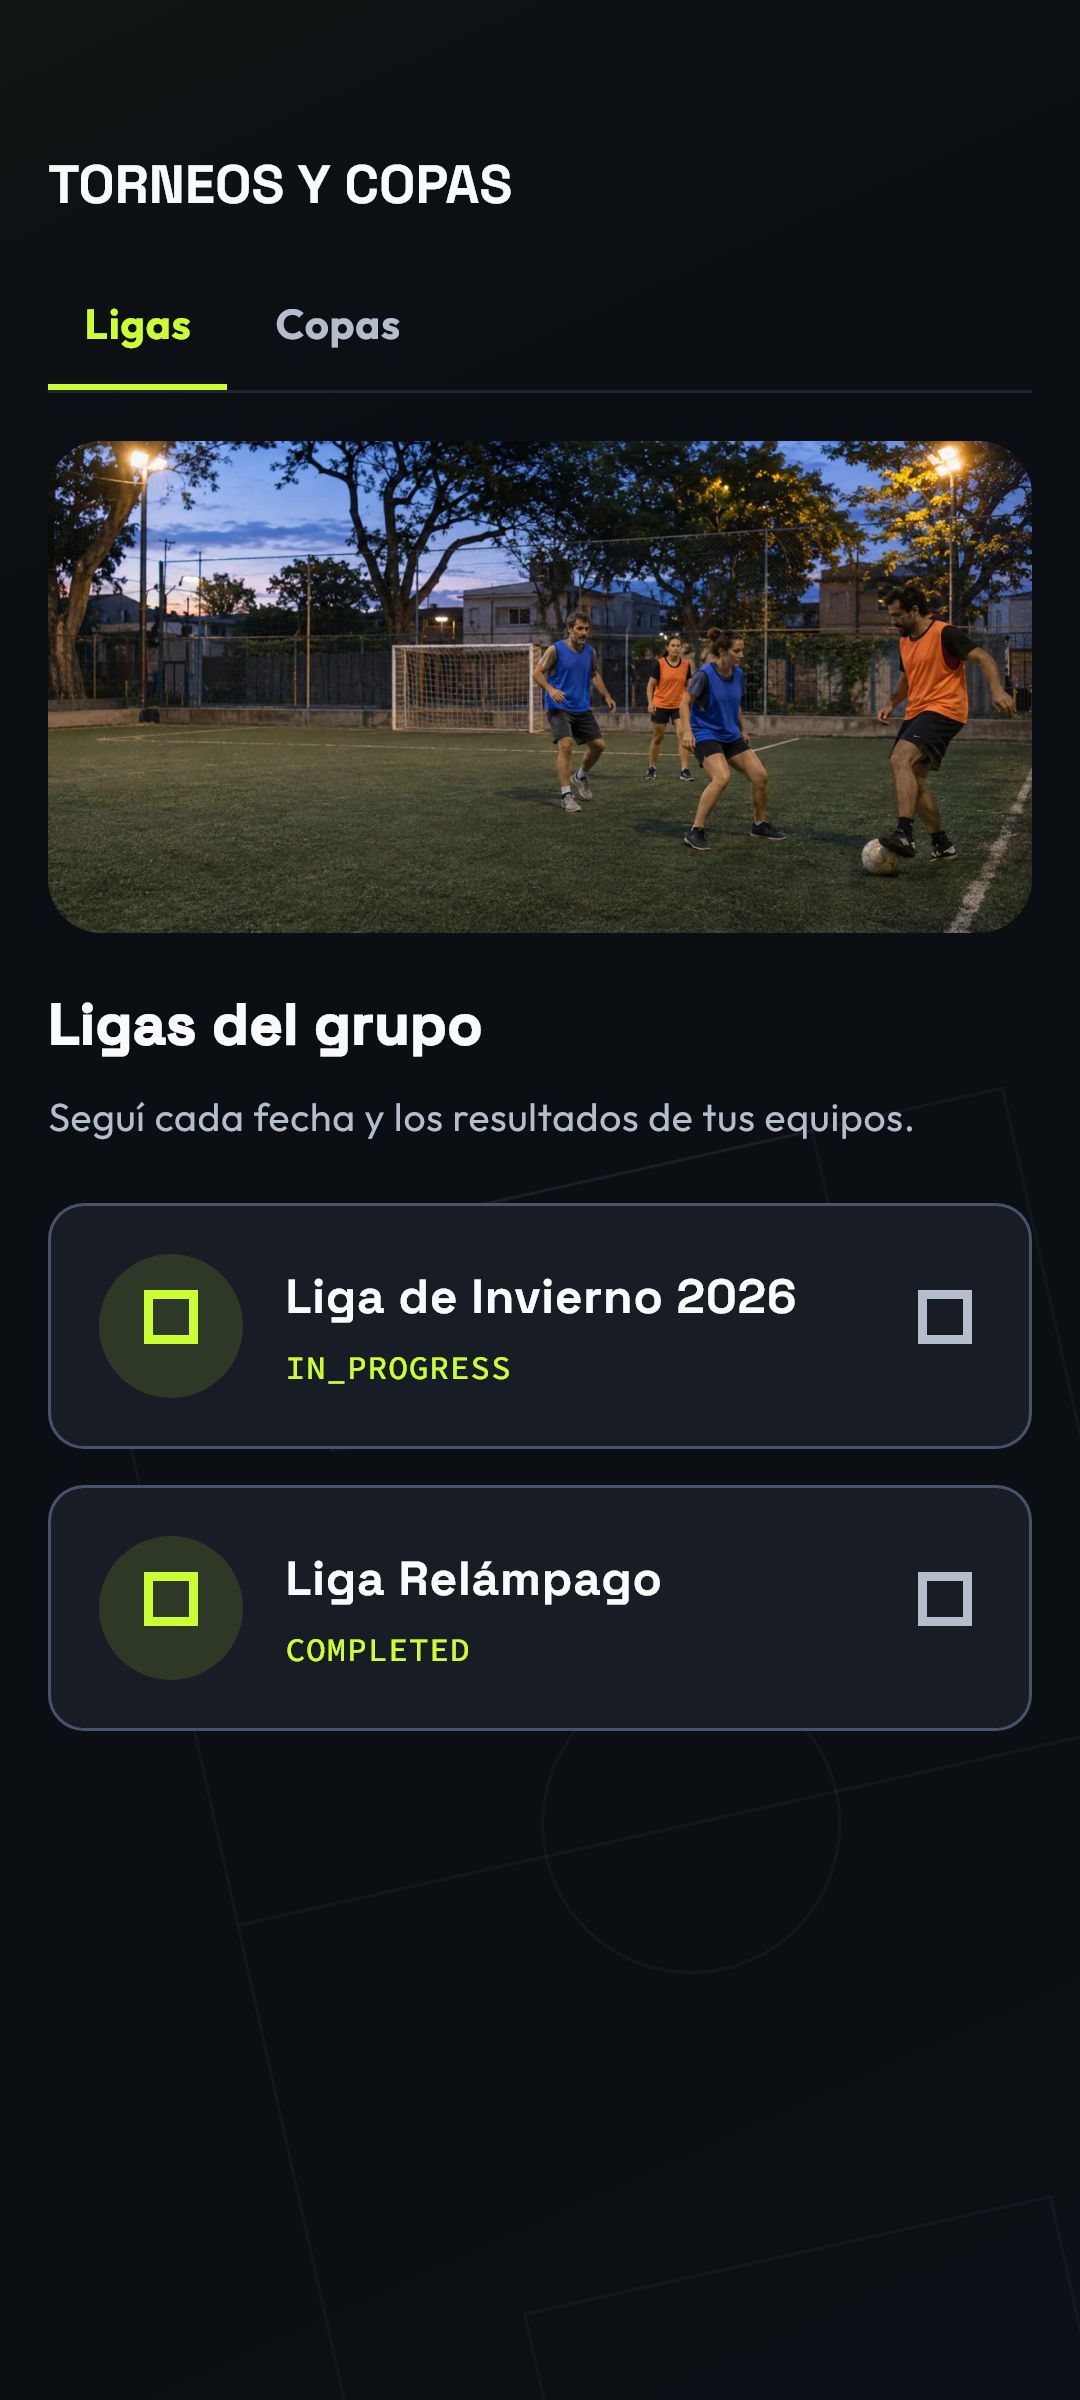 TORNEOS Y COPAS
Ligas
Copas
Ligas del grupo
Seguí cada fecha y los resultados de tus equipos.
Liga de Invierno 2026
IN_PROGRESS
Liga Relámpago
COMPLETED